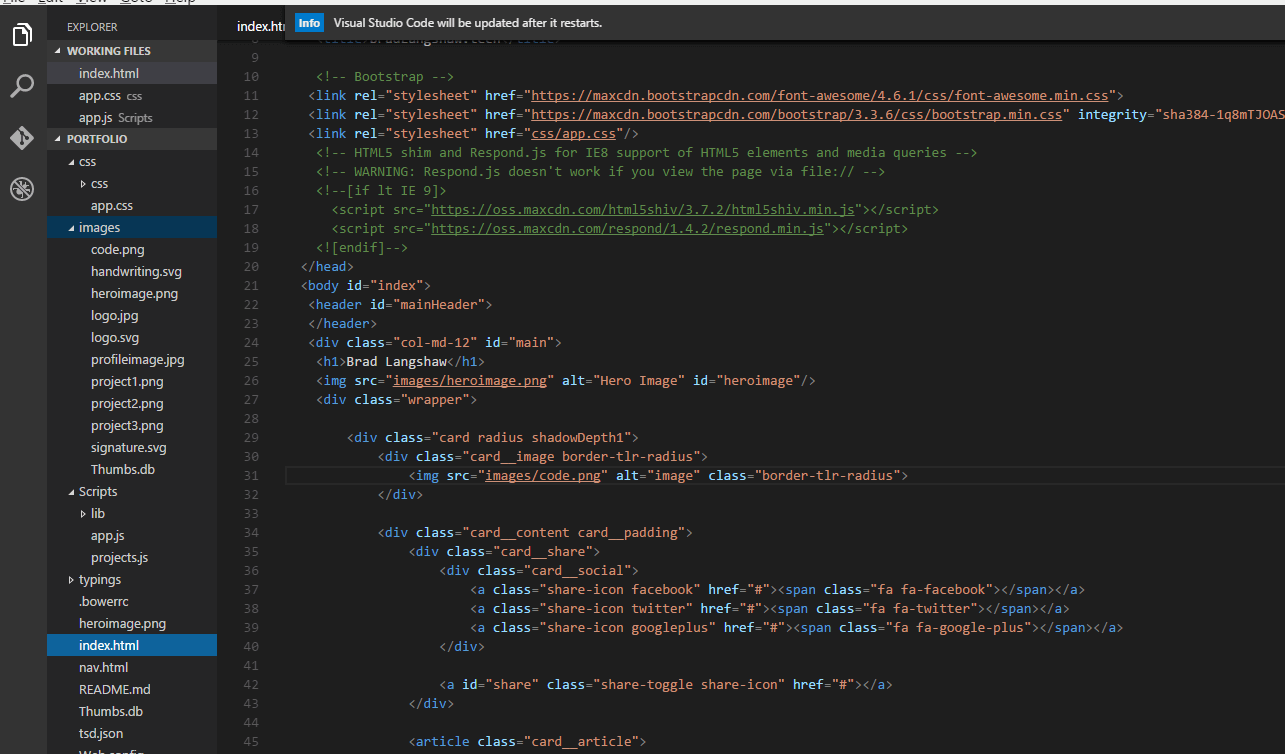 File Edit View Goto Help
EXPLORER
WORKING FILES
index.html
app.css css
app.js Scripts
PORTFOLIO
css
css
app.css
images
code.png
handwriting.svg
heroimage.png
logo.jpg
logo.svg
profileimage.jpg
project1.png
project2.png
project3.png
signature.svg
Thumbs.db
Scripts
lib
app.js
projects.js
typings
.bowerrc
heroimage.png
index.html
nav.html
README.md
Thumbs.db
tsd.json
Web.config
index.ht
Info Visual Studio Code will be updated after it restarts.
8 <title>BradLangshaw.tech</title>
9
10 <!-- Bootstrap -->
11 <link rel="stylesheet" href="https://maxcdn.bootstrapcdn.com/font-awesome/4.6.1/css/font-awesome.min.css">
12 <link rel="stylesheet" href="https://maxcdn.bootstrapcdn.com/bootstrap/3.3.6/css/bootstrap.min.css" integrity="sha384-1q8mTJOAS
13 <link rel="stylesheet" href="css/app.css"/>
14 <!-- HTML5 shim and Respond.js for IE8 support of HTML5 elements and media queries -->
15 <!-- WARNING: Respond.js doesn't work if you view the page via file:// -->
16 <!--[if lt IE 9]>
17 <script src="https://oss.maxcdn.com/html5shiv/3.7.2/html5shiv.min.js"></script>
18 <script src="https://oss.maxcdn.com/respond/1.4.2/respond.min.js"></script>
19 <![endif]-->
20 </head>
21 <body id="index">
22 <header id="mainHeader">
23 </header>
24 <div class="col-md-12" id="main">
25 <h1>Brad Langshaw</h1>
26 <img src="images/heroimage.png" alt="Hero Image" id="heroimage"/>
27 <div class="wrapper">
28
29 <div class="card radius shadowDepth1">
30 <div class="card__image border-tlr-radius">
31 <img src="images/code.png" alt="image" class="border-tlr-radius">
32 </div>
33
34 <div class="card__content card__padding">
35 <div class="card__share">
36 <div class="card__social">
37 <a class="share-icon facebook" href="#"><span class="fa fa-facebook"></span></a>
38 <a class="share-icon twitter" href="#"><span class="fa fa-twitter"></span></a>
39 <a class="share-icon googleplus" href="#"><span class="fa fa-google-plus"></span></a>
40 </div>
41
42 <a id="share" class="share-toggle share-icon" href="#"></a>
43 </div>
44
45 <article class="card__article">